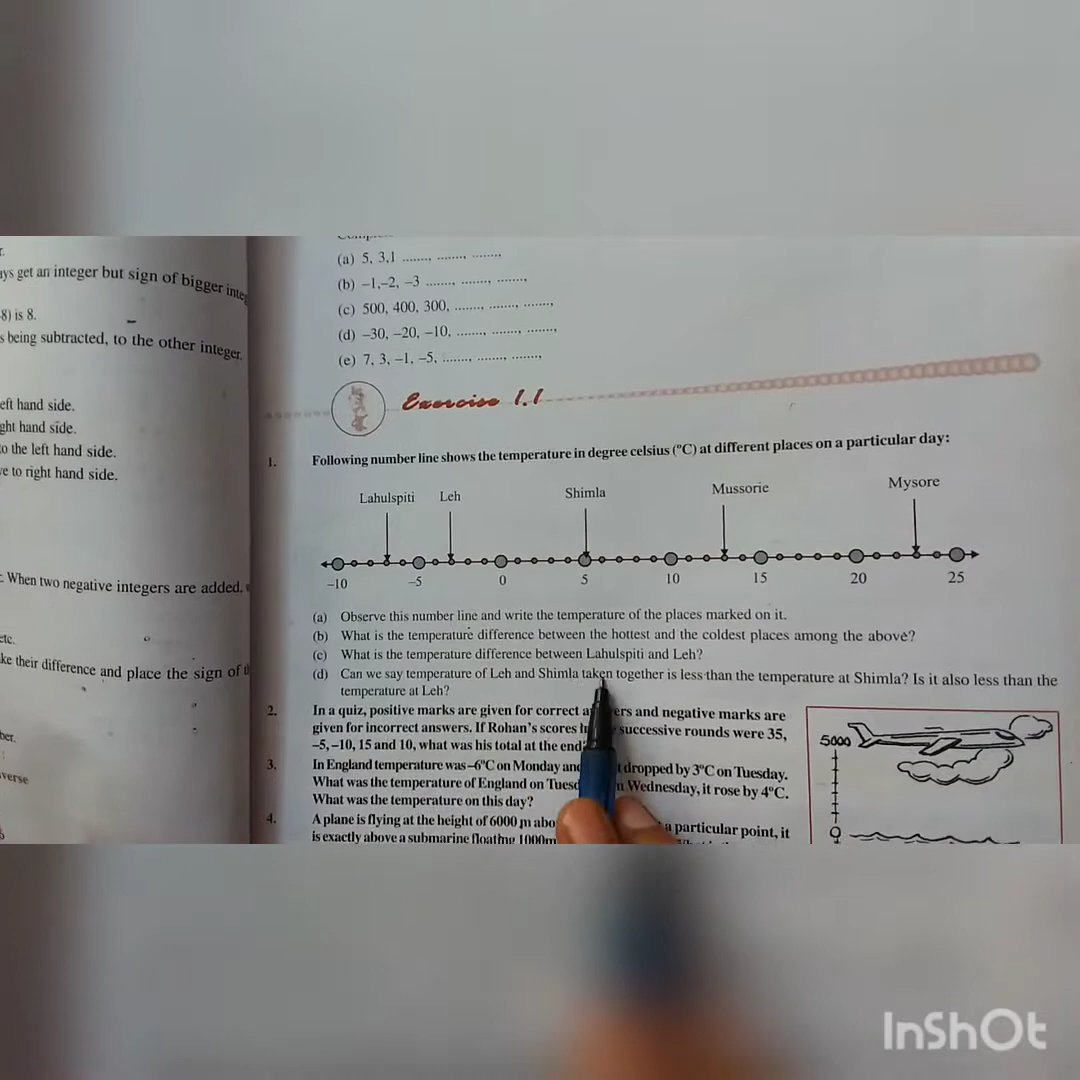 ays get an integer but sign of bigger
8) is 8.
s being subtracted, to the other integer.
eft hand side.
ght hand side.
o the left hand side.
e to right hand side.
When two negative integers are added,
etc.
ke their difference and place the sign of
ber.
verse
(a) 5, 3,1 ........, ........, ........
(b) –1,–2, –3 ........, ........, ........
(c) 500, 400, 300, ........, ........, ........
(d) –30, –20, –10, ........, ........, ........
(e) 7, 3, –1, –5, ........, ........, ........
Exercise 1.1
1. Following number line shows the temperature in degree celsius (ºC) at different places on a particular day:
Lahulspiti Leh Shimla Mussorie Mysore
–10 –5 0 5 10 15 20 25
(a) Observe this number line and write the temperature of the places marked on it.
(b) What is the temperature difference between the hottest and the coldest places among the above?
(c) What is the temperature difference between Lahulspiti and Leh?
(d) Can we say temperature of Leh and Shimla taken together is less than the temperature at Shimla? Is it also less than the
temperature at Leh?
2. In a quiz, positive marks are given for correct and negative marks are
given for incorrect answers. If Rohan's scores successive rounds were 35,
–5, –10, 15 and 10, what was his total at the end
3. In England temperature was –6ºC on Monday dropped by 3ºC on Tuesday.
What was the temperature of England on Wednesday, it rose by 4ºC.
What was the temperature on this day?
4. A plane is flying at the height of 6000 m a particular point, it
is exactly above a submarine floating 1000m
5000
0
InShOt